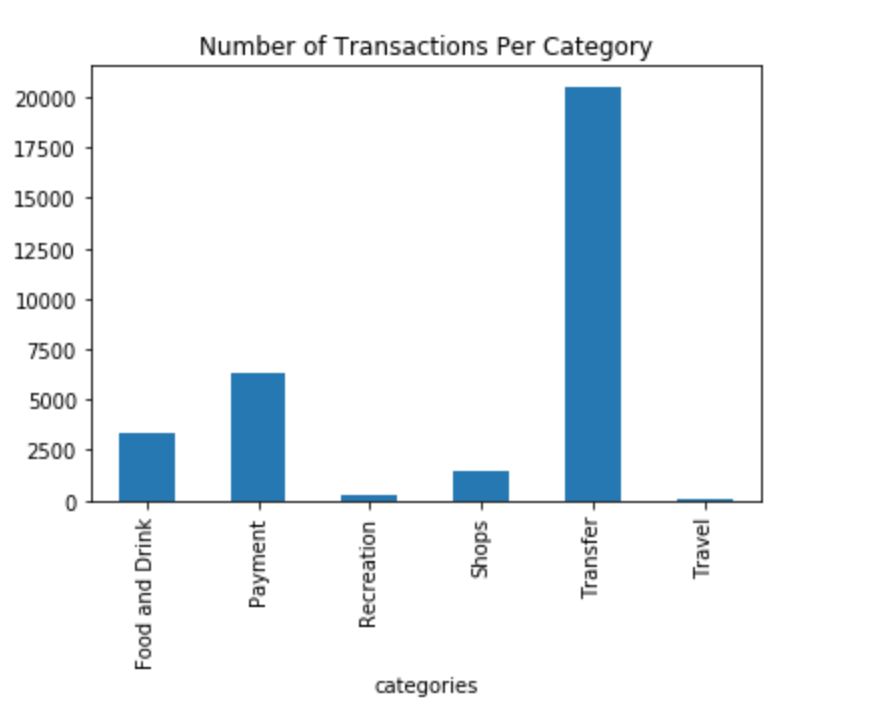 Number of Transactions Per Category
20000
17500
15000
12500
10000
7500
5000
2500
0
Food and Drink
Payment
Recreation
Shops
Transfer
Travel
categories